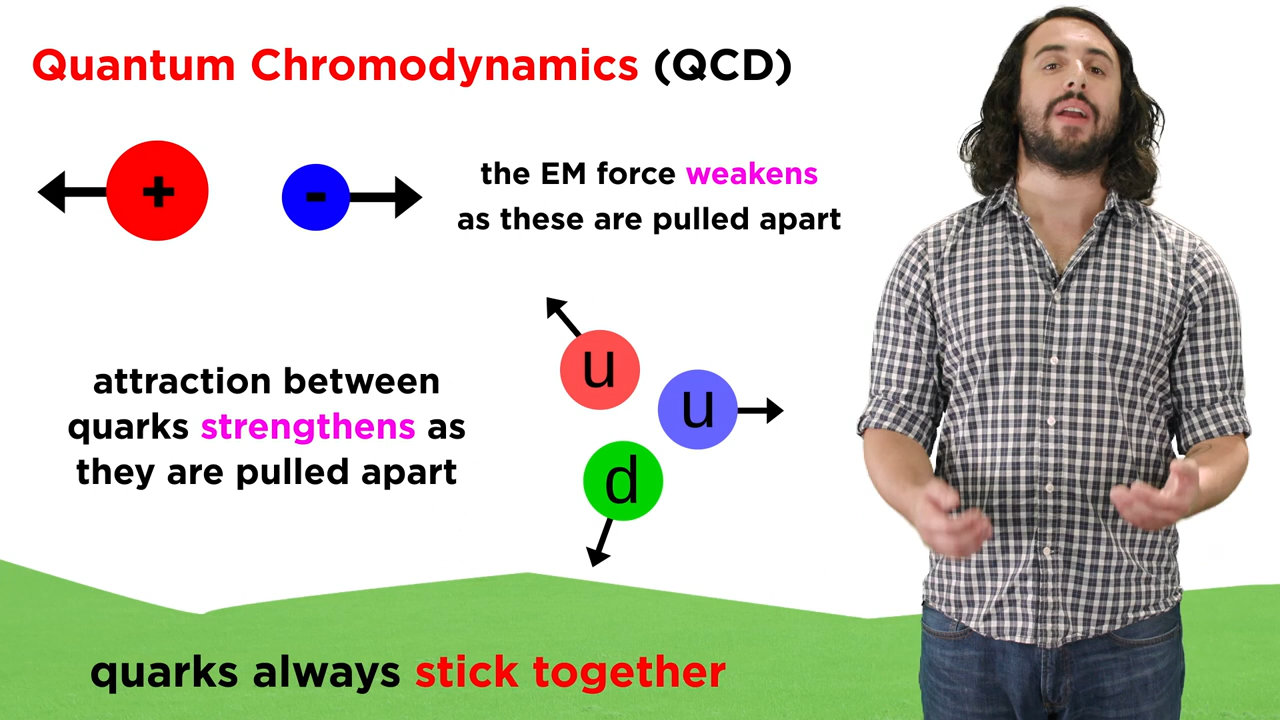 Quantum Chromodynamics (QCD)
+
-
the EM force weakens
as these are pulled apart
attraction between
quarks strengthens as
they are pulled apart
u
u
d
quarks always stick together